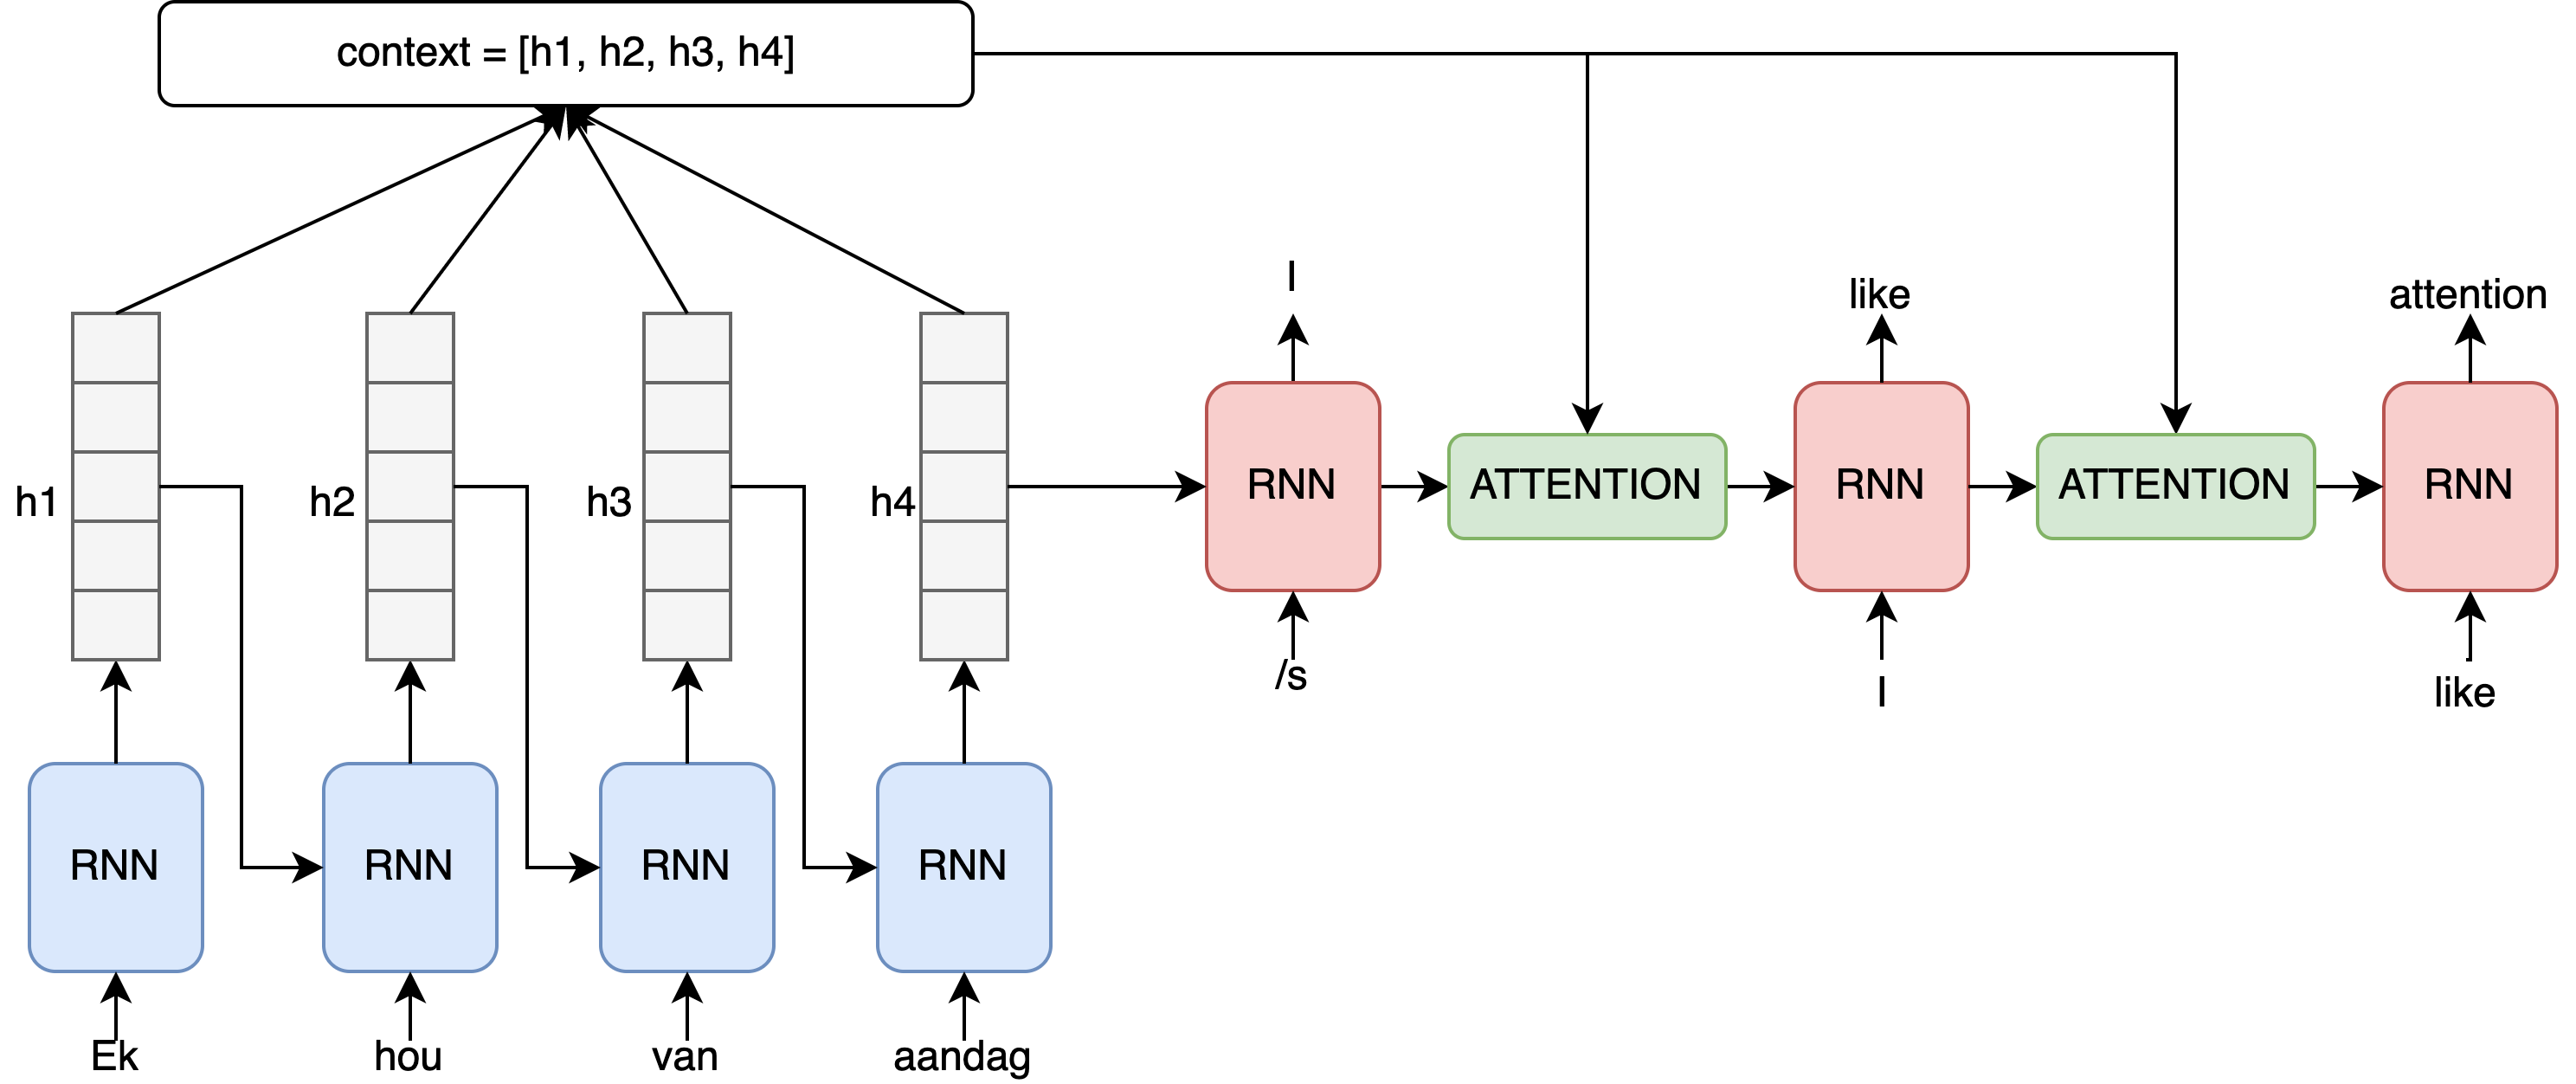 context = [h1, h2, h3, h4]
I
like
attention
h1
h2
h3
h4
RNN
ATTENTION
RNN
ATTENTION
RNN
/s
I
like
RNN
RNN
RNN
RNN
Ek
hou
van
aandag